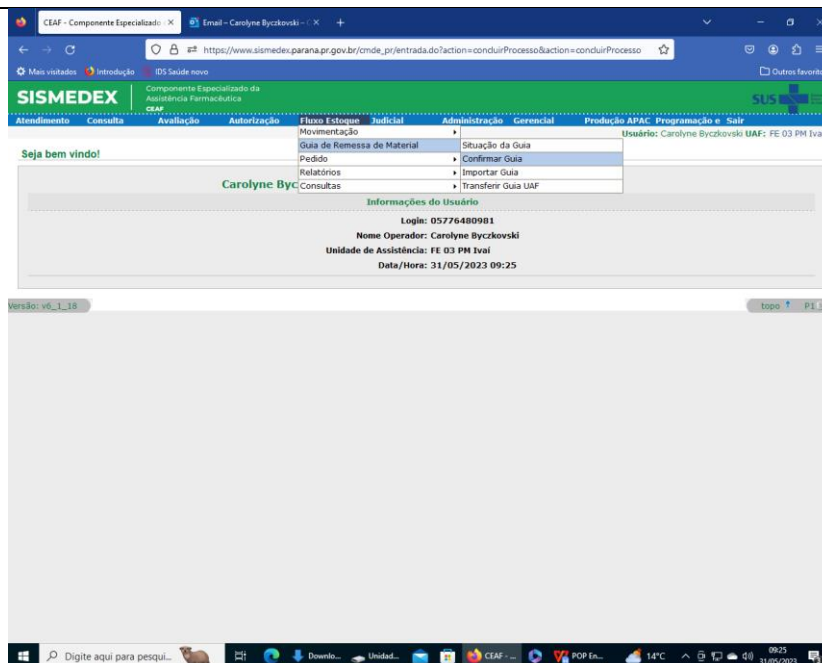 CEAF - Componente Especializado
Email – Carolyne Byczkovski –
https://www.sismedex.parana.pr.gov.br/cmde_pr/entrada.do?action=conduirProcesso&action=conduirProcesso
Mais visitados Introdução IDS Saúde novo Outros favorit
SISMEDEX
Componente Especializado da
Assistência Farmacêutica
CEAF
SUS
Atendimento Consulta Avaliação Autorização Fluxo Estoque Judicial Administração Gerencial Produção APAC Programação e Sair
Usuário: Carolyne Byczkovski UAF: FE 03 PM Iva
Movimentação
Guia de Remessa de Material
Pedido
Relatórios
Consultas
Situação da Guia
Confirmar Guia
Importar Guia
Transferir Guia UAF
Seja bem vindo!
Carolyne Byc
Informações do Usuário
Login: 05776480981
Nome Operador: Carolyne Byczkovski
Unidade de Assistência: FE 03 PM Ivaí
Data/Hora: 31/05/2023 09:25
Versão: v6_1_18
topo P1
Digite aqui para pesqui... Downlo... Unidad... CEAF - ... POP En... 14°C 09:25
31/05/2023